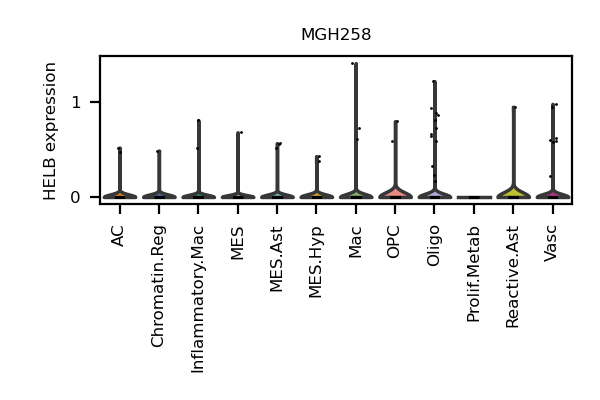 MGH258
HELB expression
1
0
AC
Chromatin.Reg
Inflammatory.Mac
MES
MES.Ast
MES.Hyp
Mac
OPC
Oligo
Prolif.Metab
Reactive.Ast
Vasc